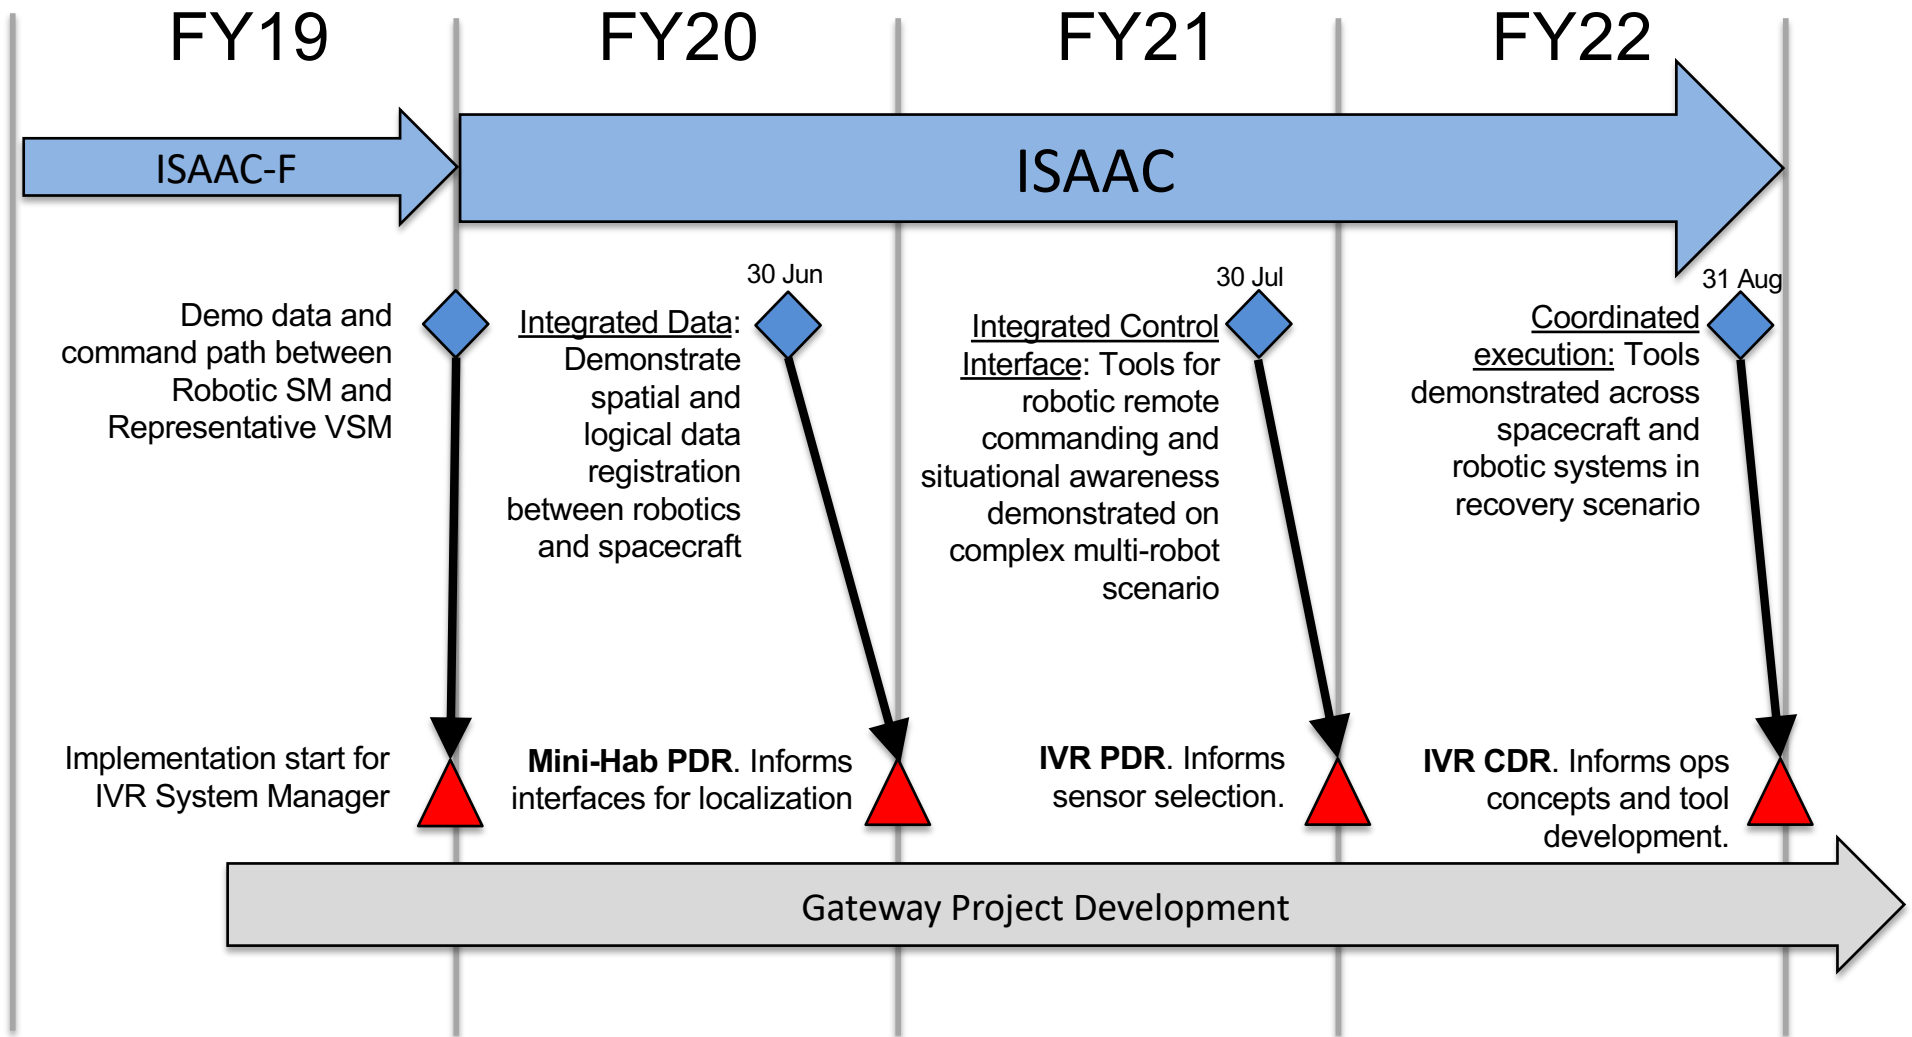 FY19
FY20
FY21
FY22
ISAAC-F
ISAAC
Demo data and
command path between
Robotic SM and
Representative VSM
30 Jun
Integrated Data:
Demonstrate
spatial and
logical data
registration
between robotics
and spacecraft
30 Jul
Integrated Control
Interface: Tools for
robotic remote
commanding and
situational awareness
demonstrated on
complex multi-robot
scenario
31 Aug
Coordinated
execution: Tools
demonstrated across
spacecraft and
robotic systems in
recovery scenario
Implementation start for
IVR System Manager
Mini-Hab PDR. Informs
interfaces for localization
IVR PDR. Informs
sensor selection.
IVR CDR. Informs ops
concepts and tool
development.
Gateway Project Development